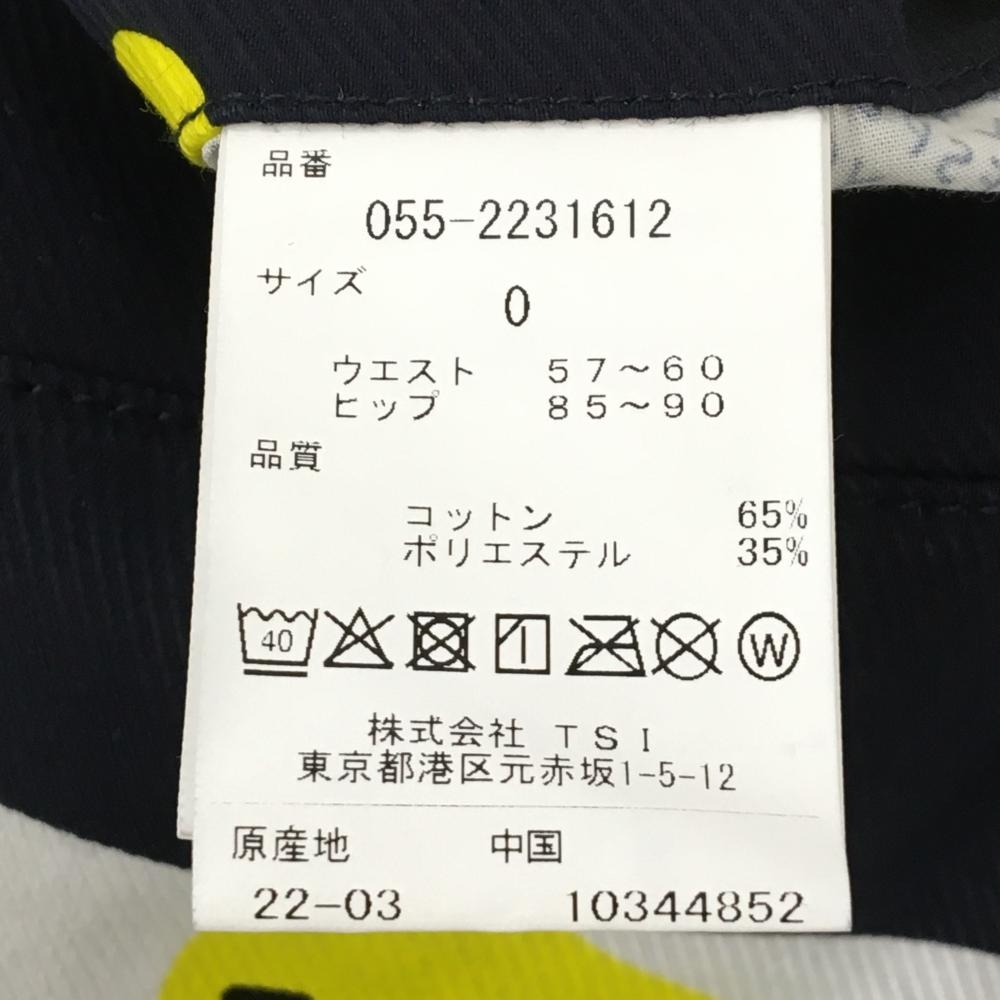 品番
055-2231612
サイズ
0
ウエスト 57～60
ヒップ 85～90
品質
コットン 65%
ポリエステル 35%
40 W
株式会社 TSI
東京都港区元赤坂1-5-12
原産地 中国
22-03 10344852